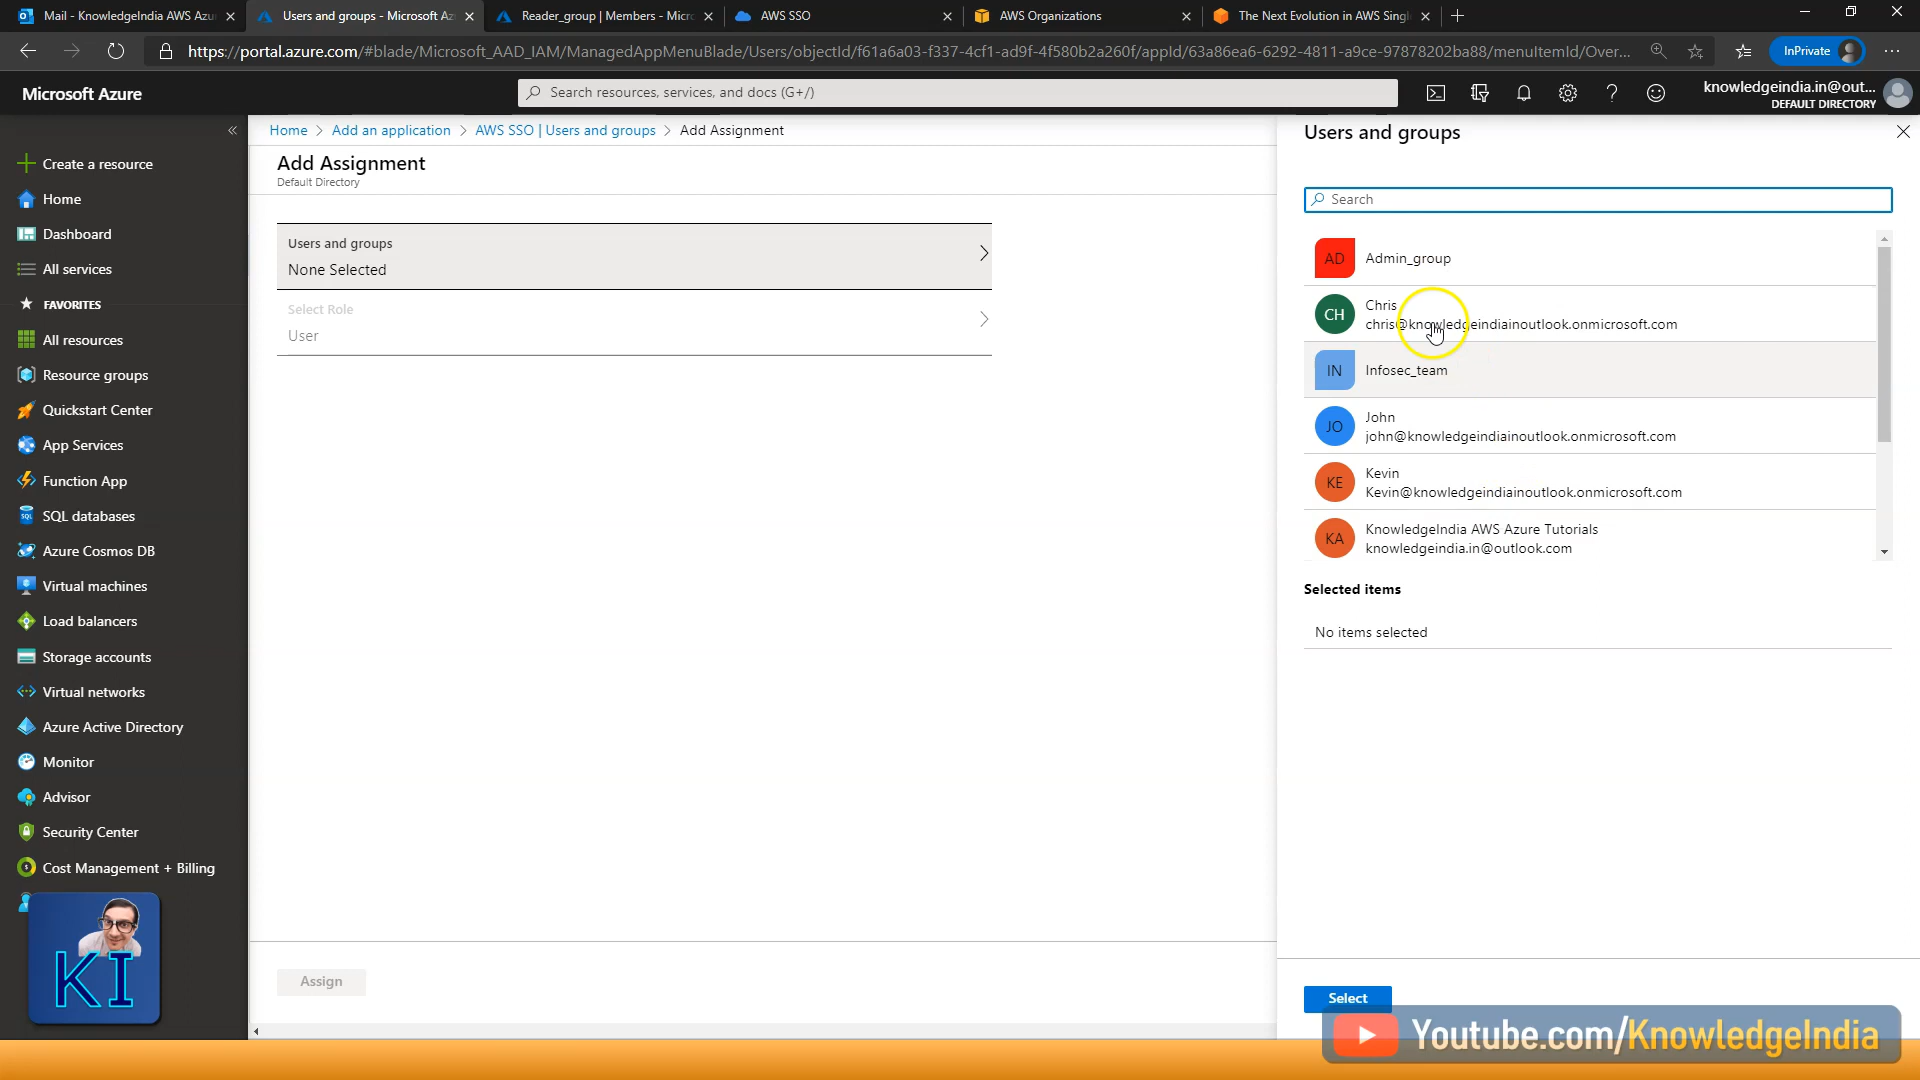 Mail - KnowledgeIndia AWS Azu
Users and groups - Microsoft Az
Reader_group | Members - Micr
AWS SSO
AWS Organizations
The Next Evolution in AWS Singl
https://portal.azure.com/#blade/Microsoft_AAD_IAM/ManagedAppMenuBlade/Users/objectId/f61a6a03-f337-4cf1-ad9f-4f580b2a260f/appId/63a86ea6-6292-4811-a9ce-97878202ba88/menuItemId/Over...
InPrivate
Microsoft Azure
Search resources, services, and docs (G+/)
knowledgeindia.in@out...
DEFAULT DIRECTORY
Create a resource
Home
Dashboard
All services
FAVORITES
All resources
Resource groups
Quickstart Center
App Services
Function App
SQL databases
Azure Cosmos DB
Virtual machines
Load balancers
Storage accounts
Virtual networks
Azure Active Directory
Monitor
Advisor
Security Center
Cost Management + Billing
KI
Home > Add an application > AWS SSO | Users and groups > Add Assignment
Add Assignment
Default Directory
Users and groups
None Selected
Select Role
User
Assign
Users and groups
Search
AD
Admin_group
CH
Chris
chris@knowledgeindiainoutlook.onmicrosoft.com
IN
Infosec_team
JO
John
john@knowledgeindiainoutlook.onmicrosoft.com
KE
Kevin
Kevin@knowledgeindiainoutlook.onmicrosoft.com
KA
KnowledgeIndia AWS Azure Tutorials
knowledgeindia.in@outlook.com
Selected items
No items selected
Select
Youtube.com/KnowledgeIndia